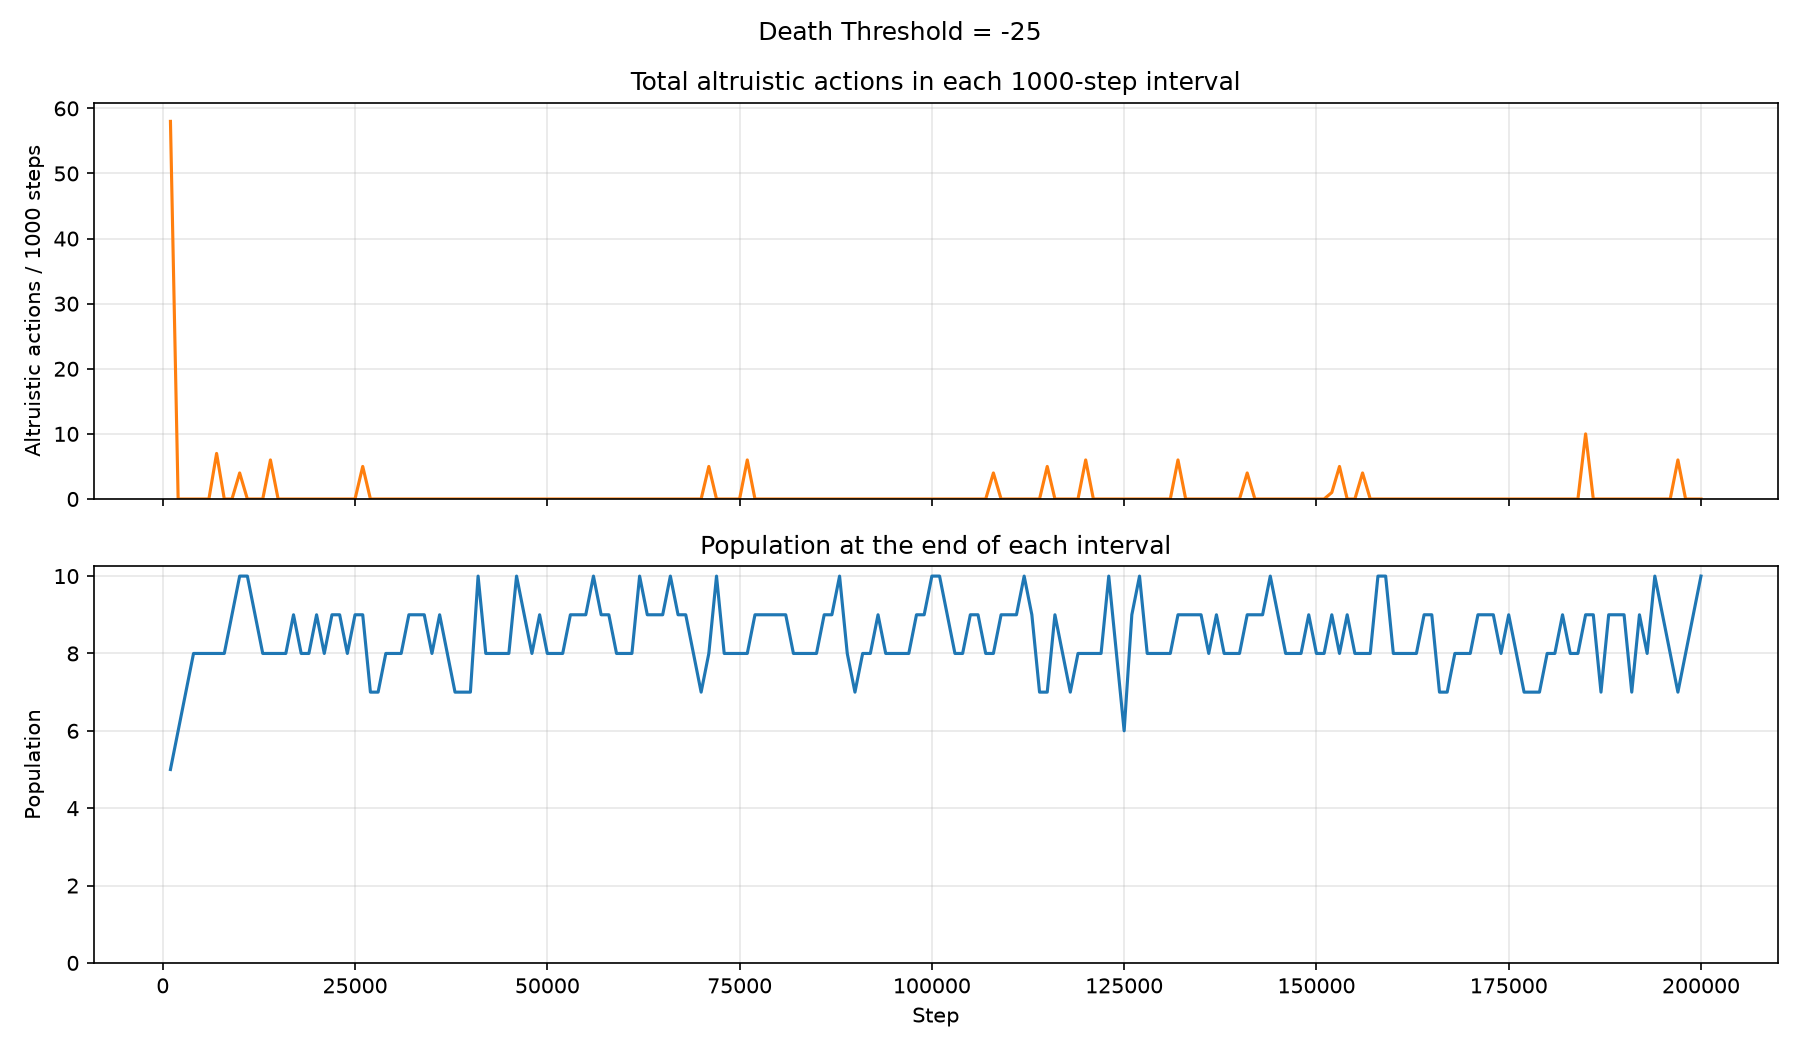 Death Threshold = -25
Total altruistic actions in each 1000-step interval
Altruistic actions / 1000 steps
60
50
40
30
20
10
0
Population at the end of each interval
Population
10
8
6
4
2
0
0 25000 50000 75000 100000 125000 150000 175000 200000
Step